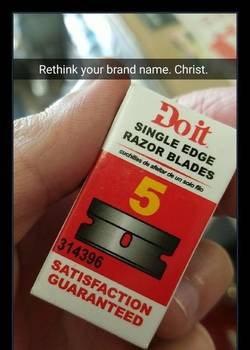 Rethink your brand name. Christ.
Do it
SINGLE EDGE
RAZOR BLADES
cuchillas de afeitar de un solo filo
5
314396
SATISFACTION
GUARANTEED